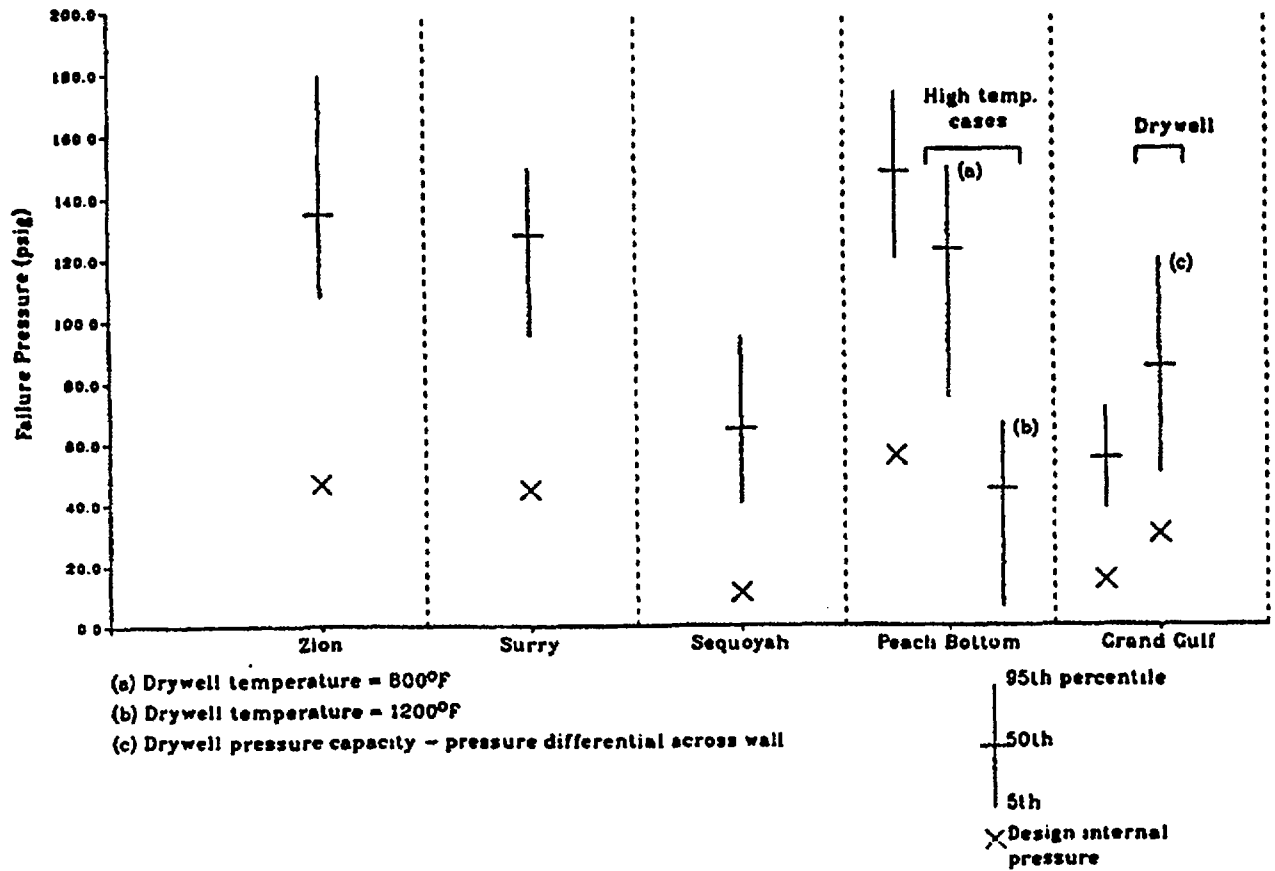 200.0
180.0
160.0
140.0
120.0
100.0
80.0
60.0
40.0
20.0
0.0
Failure Pressure (psig)
High temp.
cases
(a)
(b)
Drywell
(c)
Zion
Surry
Sequoyah
Peach Bottom
Grand Gulf
(a) Drywell temperature = 800°F
(b) Drywell temperature = 1200°F
(c) Drywell pressure capacity – pressure differential across wall
95th percentile
50th
5th
Design internal
pressure